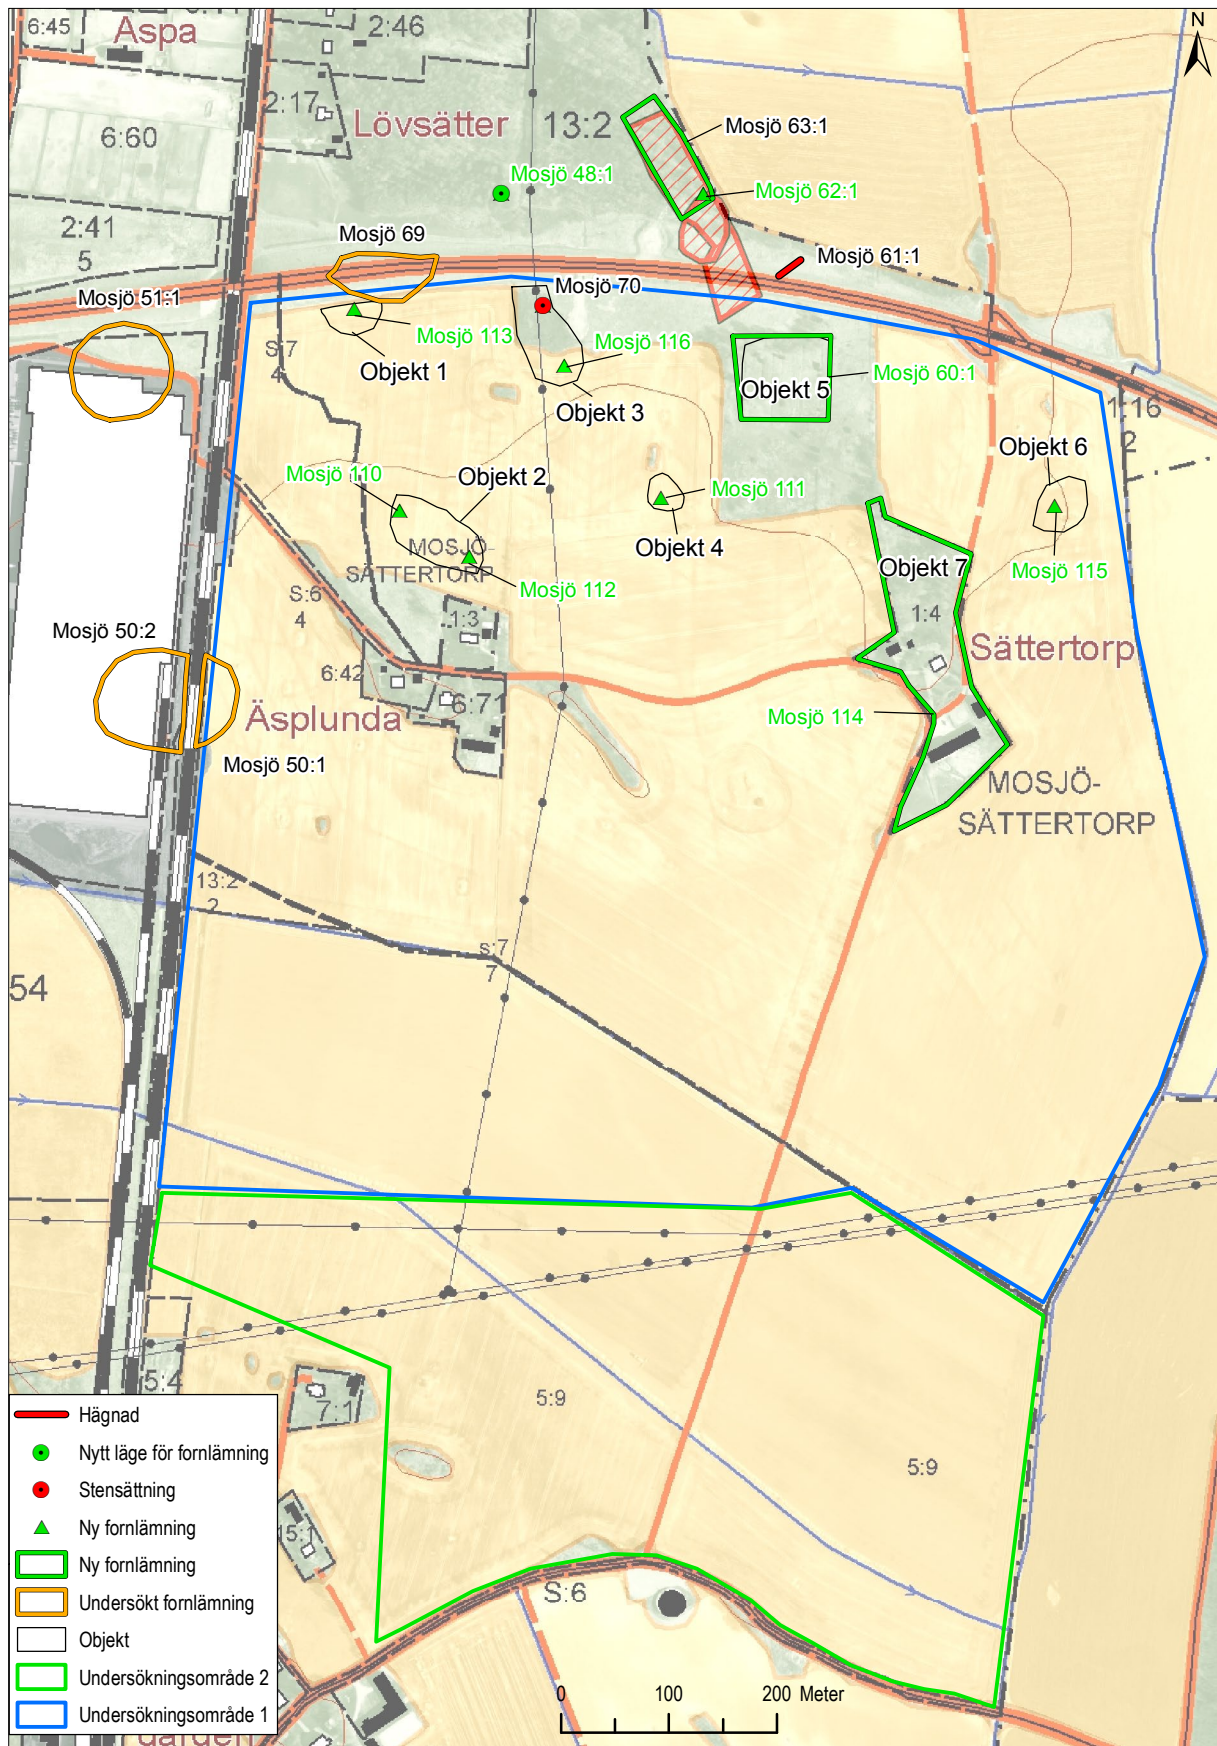 6:45
Aspa
2:46
N
2:17
Lövsätter
13:2
Mosjö 63:1
6:60
Mosjö 48:1
Mosjö 62:1
2:41
5
Mosjö 69
Mosjö 61:1
Mosjö 51:1
Mosjö 70
Mosjö 113
Mosjö 116
S:7
4
Objekt 1
Objekt 5
Mosjö 60:1
Objekt 3
1:16
2
Objekt 6
Mosjö 110
Objekt 2
Mosjö 111
Objekt 4
MOSJÖ-
SÄTTERTORP
Objekt 7
Mosjö 115
Mosjö 112
S:6
4
1:3
1:4
Mosjö 50:2
Sättertorp
6:42
6:71
Äsplunda
Mosjö 114
Mosjö 50:1
MOSJÖ-
SÄTTERTORP
13:2
2
s:7
7
54
5:4
7:1
5:9
5:9
15:1
S:6
Hägnad
Nytt läge för fornlämning
Stensättning
Ny fornlämning
Ny fornlämning
Undersökt fornlämning
Objekt
Undersökningsområde 2
Undersökningsområde 1
0 100 200 Meter